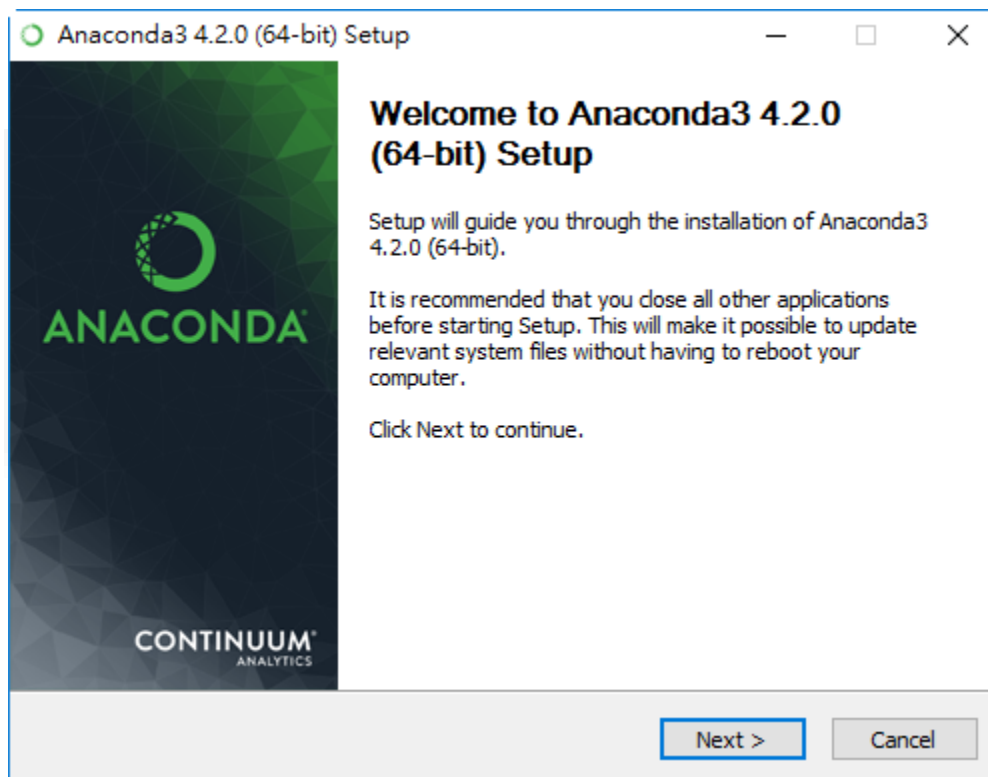 Anaconda3 4.2.0 (64-bit) Setup
ANACONDA®
CONTINUUM®
ANALYTICS
Welcome to Anaconda3 4.2.0
(64-bit) Setup
Setup will guide you through the installation of Anaconda3
4.2.0 (64-bit).
It is recommended that you close all other applications
before starting Setup. This will make it possible to update
relevant system files without having to reboot your
computer.
Click Next to continue.
Next >
Cancel